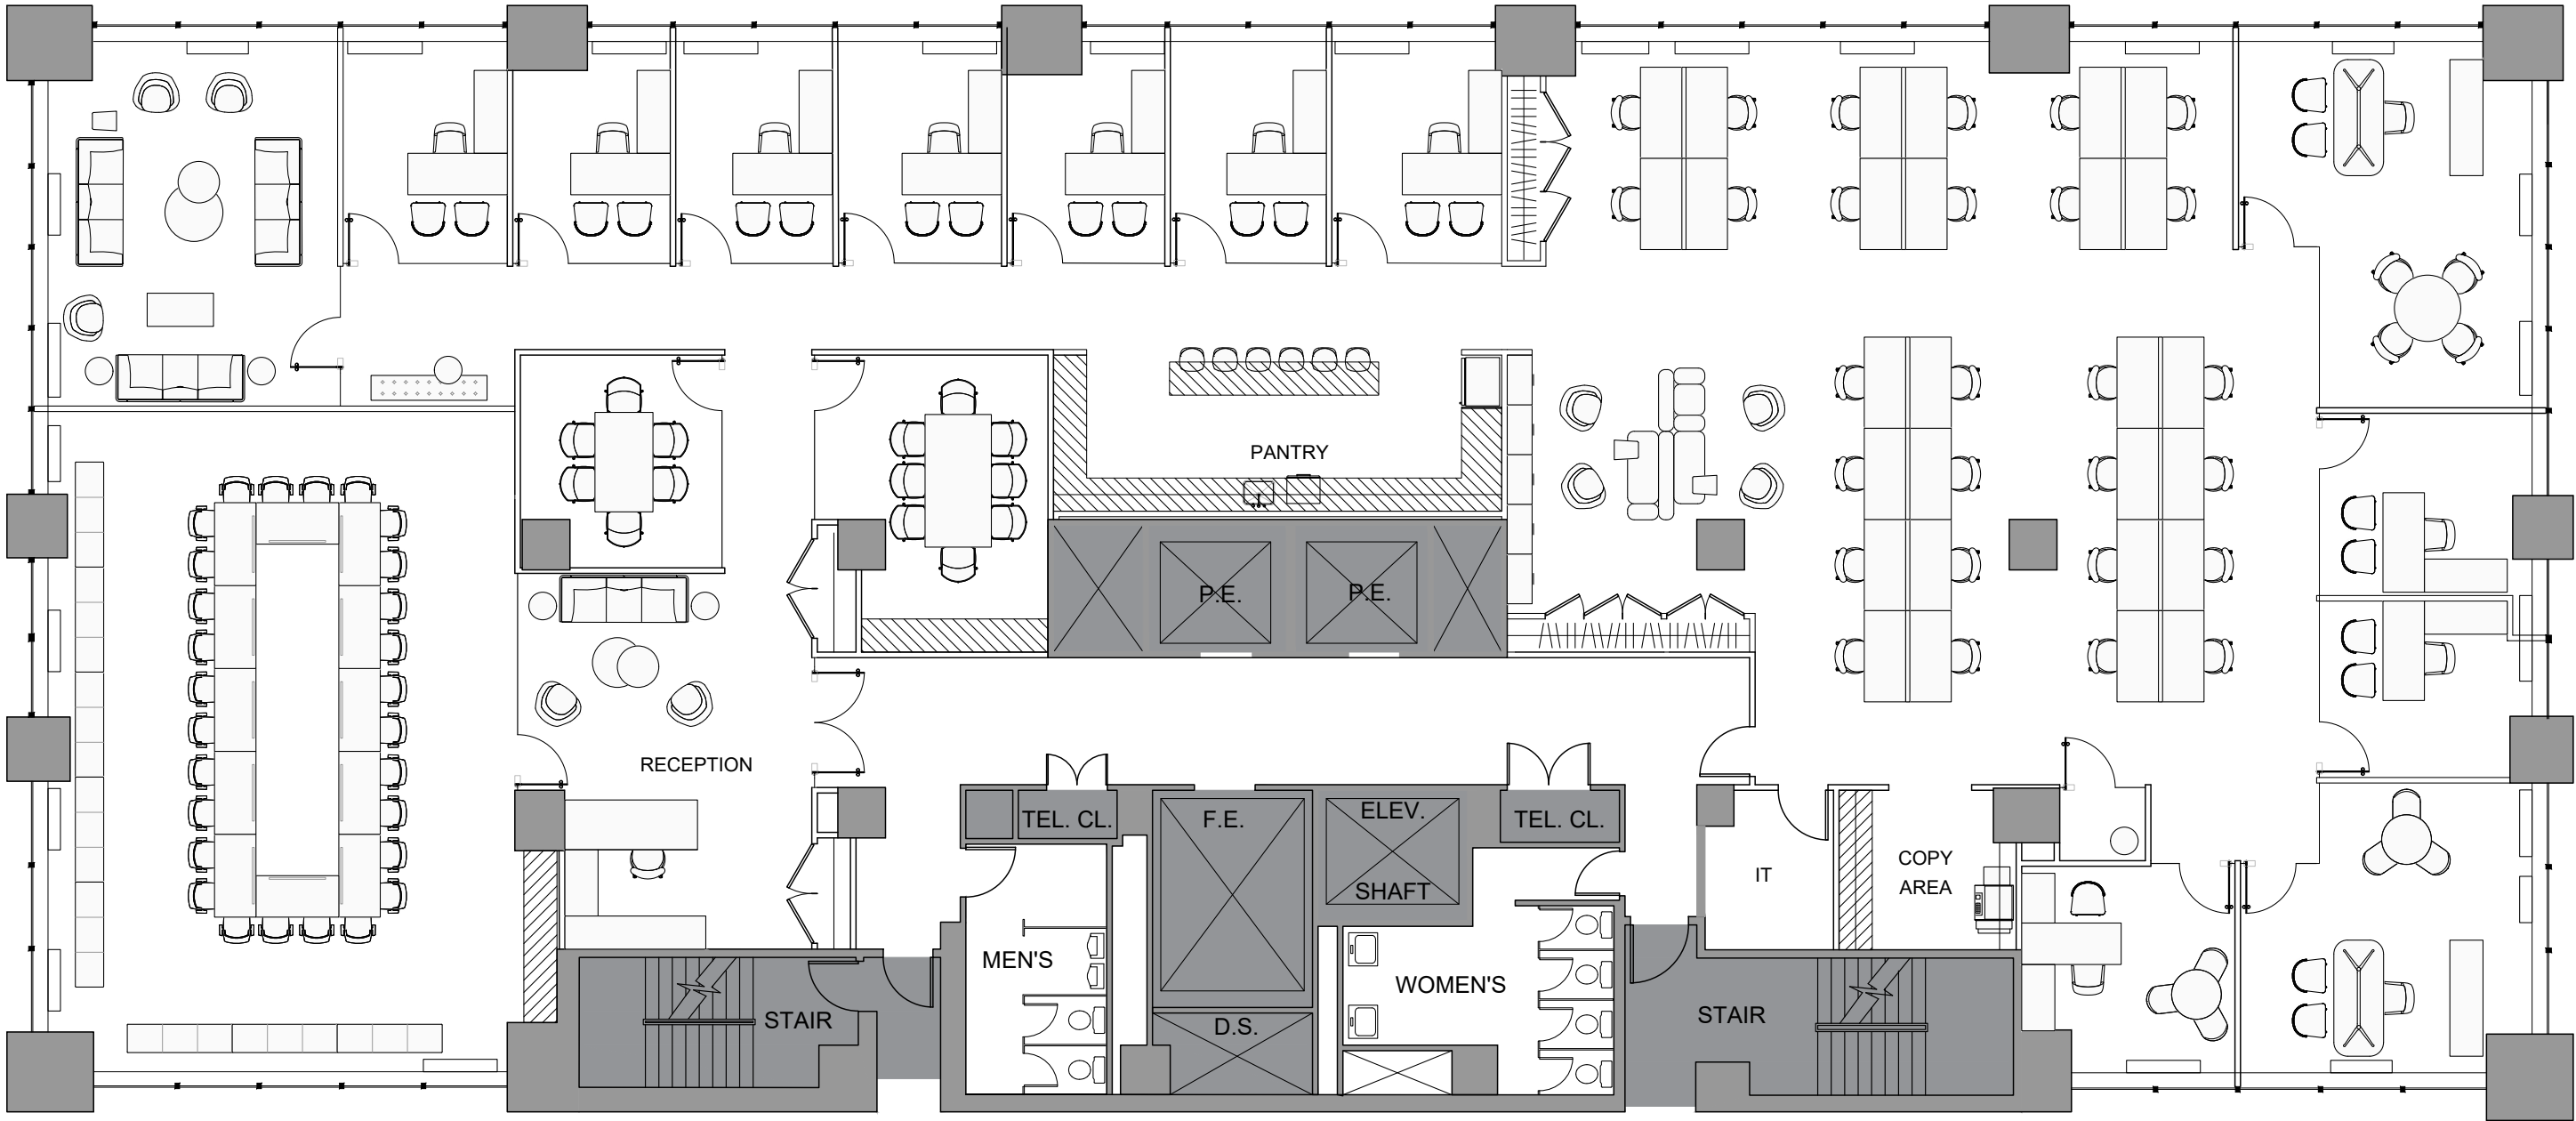 PANTRY
P.E.
P.E.
RECEPTION
TEL. CL.
F.E.
ELEV.
SHAFT
TEL. CL.
IT
COPY
AREA
MEN'S
WOMEN'S
STAIR
D.S.
STAIR